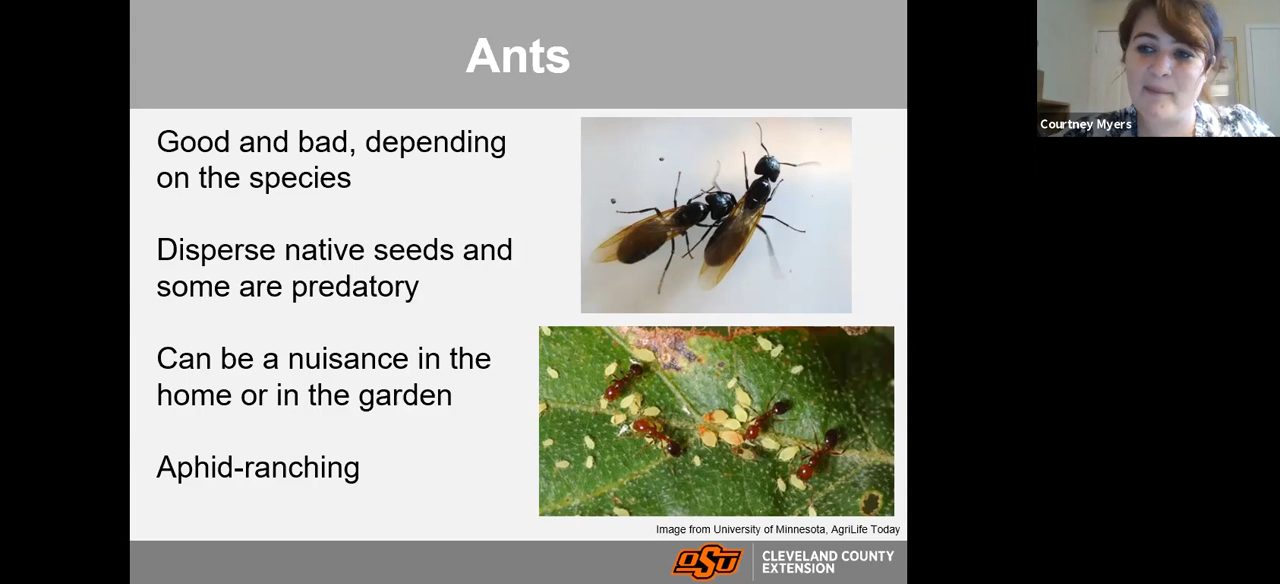 Ants
Good and bad, depending
on the species
Disperse native seeds and
some are predatory
Can be a nuisance in the
home or in the garden
Aphid-ranching
Image from University of Minnesota, AgriLife Today
OSU
CLEVELAND COUNTY
EXTENSION
Courtney Myers